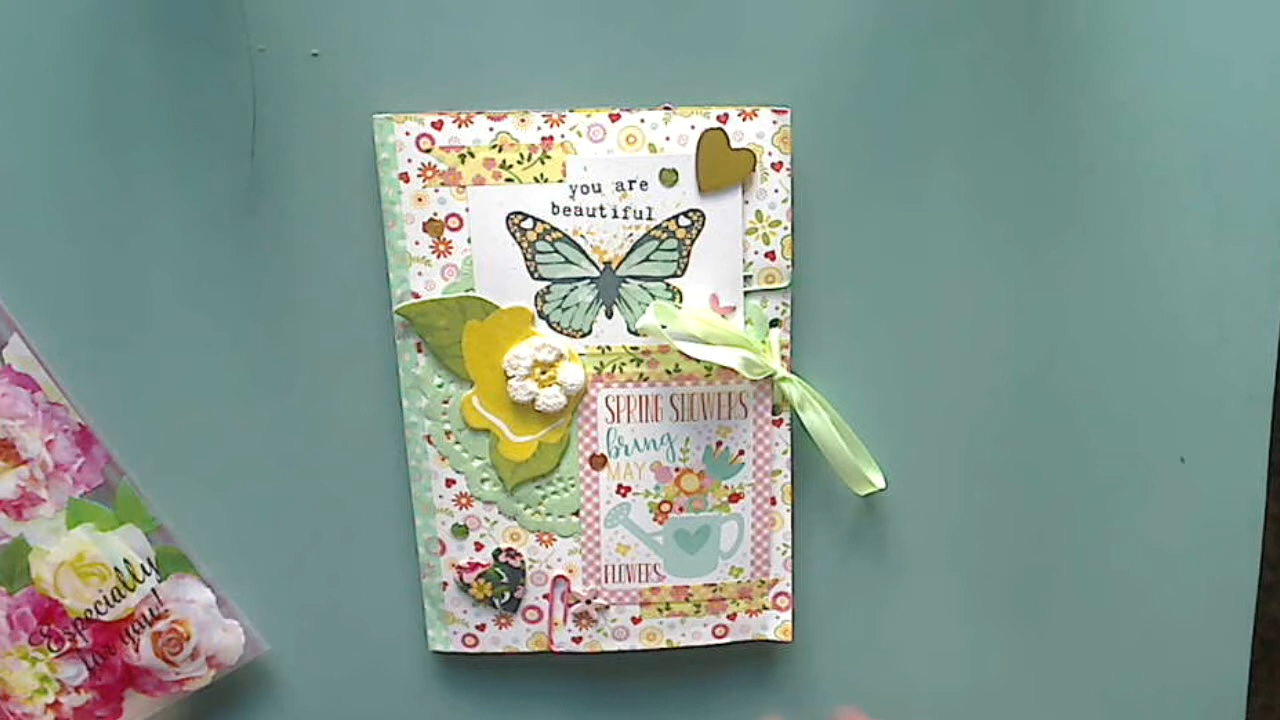 you are
beautiful
SPRING SHOWERS
bring
MAY
FLOWERS
Especially
for you!